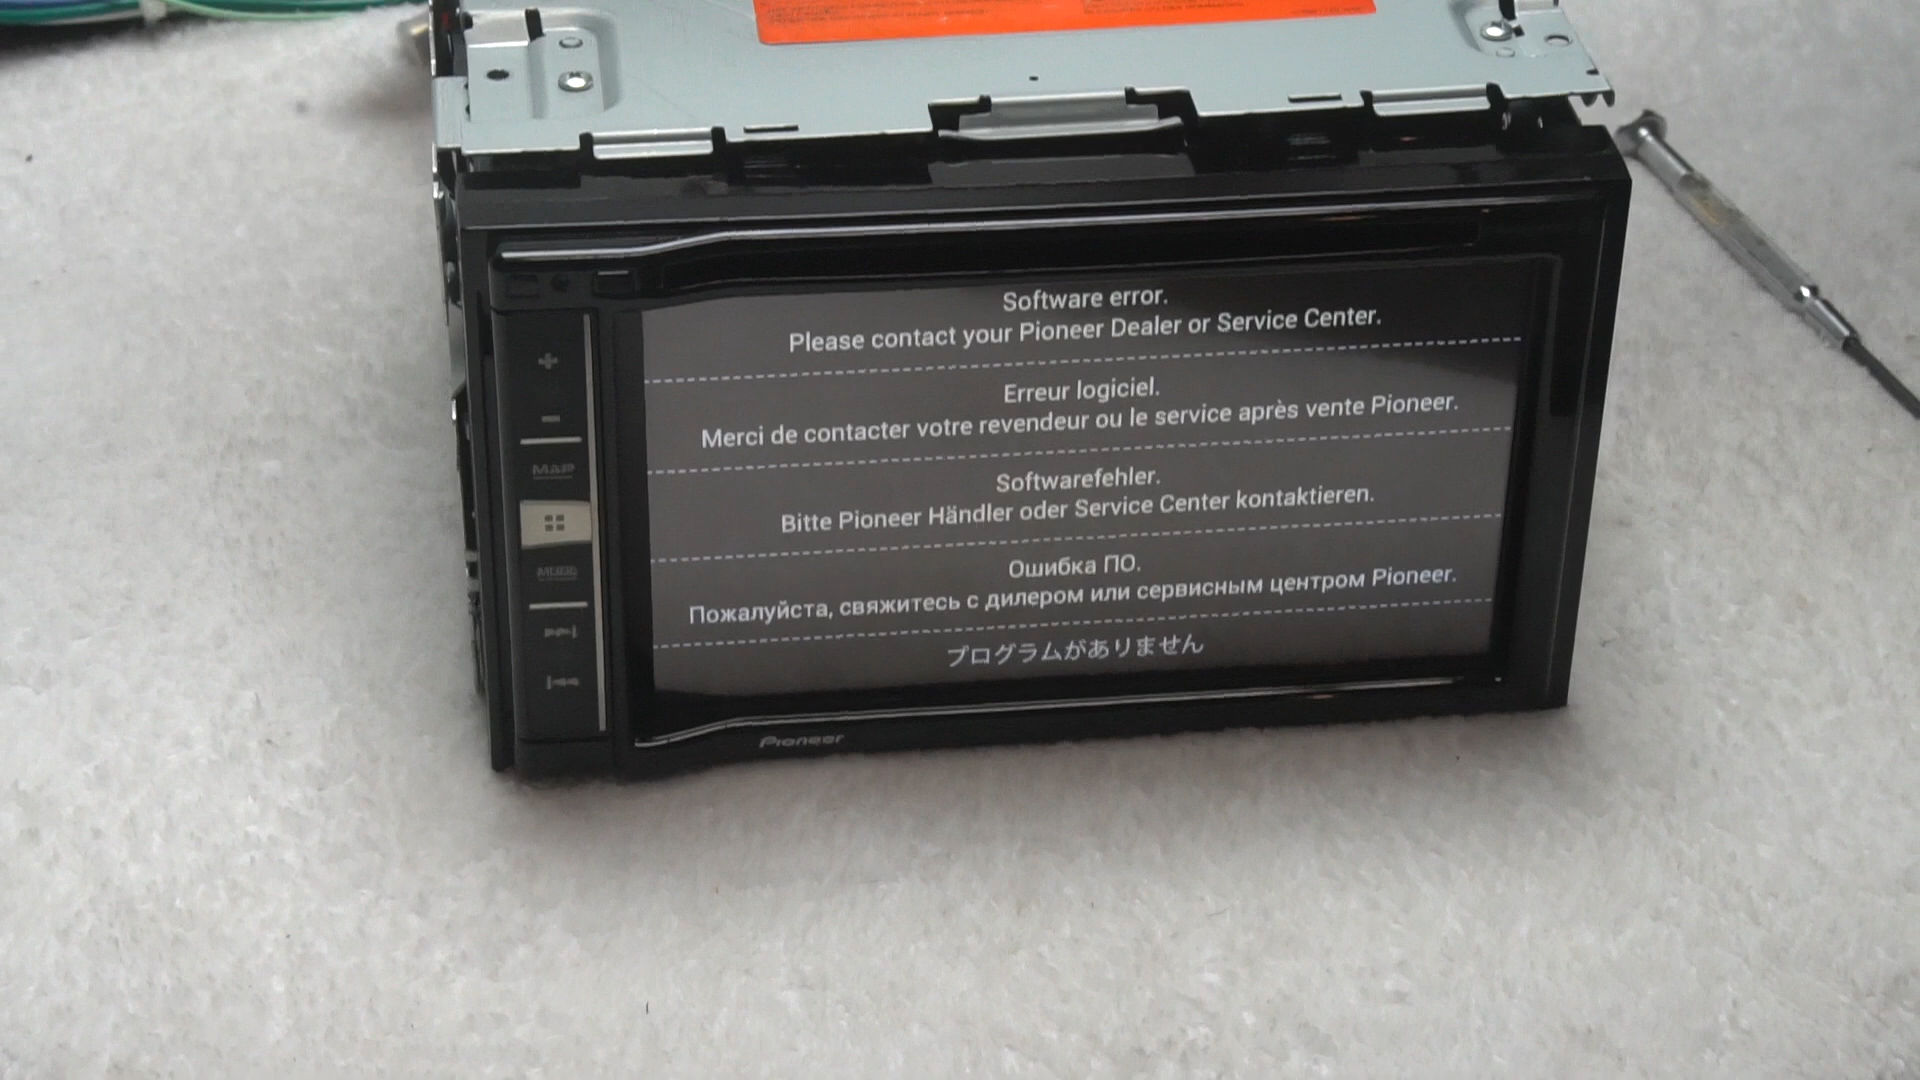 Software error.
Please contact your Pioneer Dealer or Service Center.
Erreur logiciel.
Merci de contacter votre revendeur ou le service après vente Pioneer.
Softwarefehler.
Bitte Pioneer Händler oder Service Center kontaktieren.
Ошибка ПО.
Пожалуйста, свяжитесь с дилером или сервисным центром Pioneer.
プログラムがありません
MAP
MODE
Pioneer